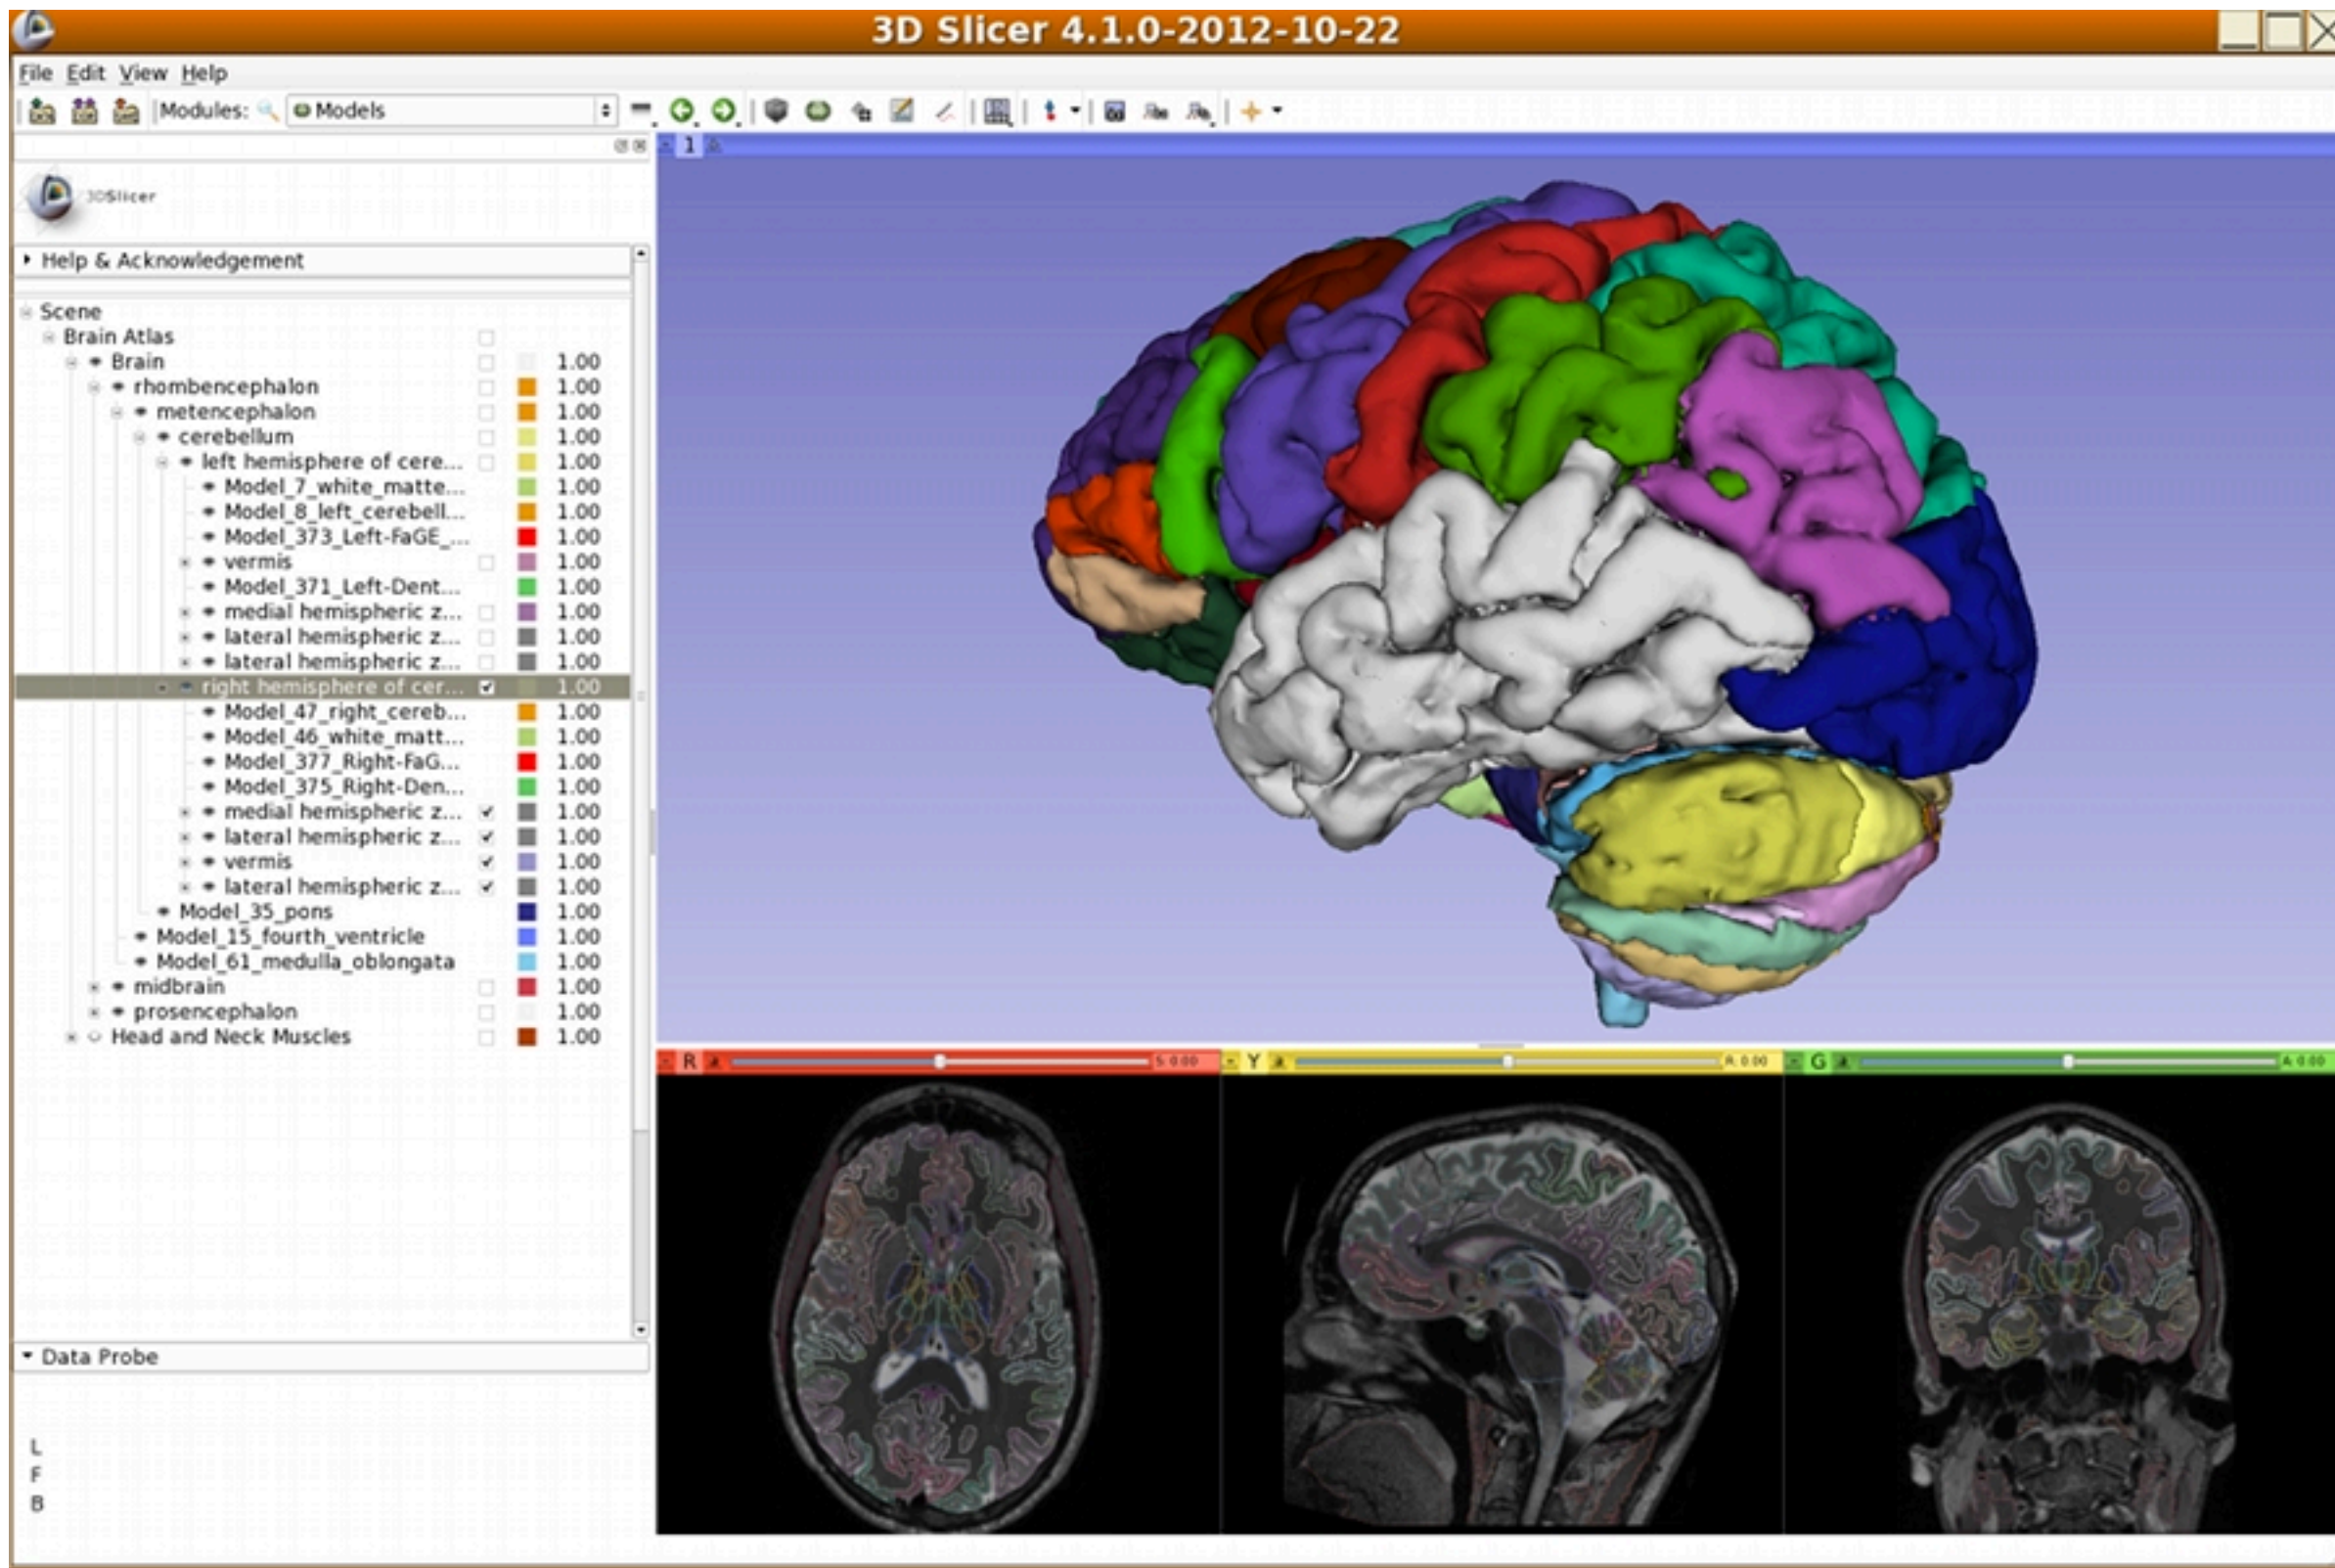 3D Slicer 4.1.0-2012-10-22
File Edit View Help
Modules: Models
1
3DSlicer
Help & Acknowledgement
Scene
Brain Atlas
Brain 1.00
rhombencephalon 1.00
metencephalon 1.00
cerebellum 1.00
left hemisphere of cere... 1.00
Model_7_white_matte... 1.00
Model_8_left_cerebell... 1.00
Model_373_Left-FaGE_... 1.00
vermis 1.00
Model_371_Left-Dent... 1.00
medial hemispheric z... 1.00
lateral hemispheric z... 1.00
lateral hemispheric z... 1.00
right hemisphere of cer... 1.00
Model_47_right_cereb... 1.00
Model_46_white_matt... 1.00
Model_377_Right-FaG... 1.00
Model_375_Right-Den... 1.00
medial hemispheric z... 1.00
lateral hemispheric z... 1.00
vermis 1.00
lateral hemispheric z... 1.00
Model_35_pons 1.00
Model_15_fourth_ventricle 1.00
Model_61_medulla_oblongata 1.00
midbrain 1.00
prosencephalon 1.00
Head and Neck Muscles 1.00
R S: 0.00 Y R: 0.00 G A: 0.00
Data Probe
L
F
B